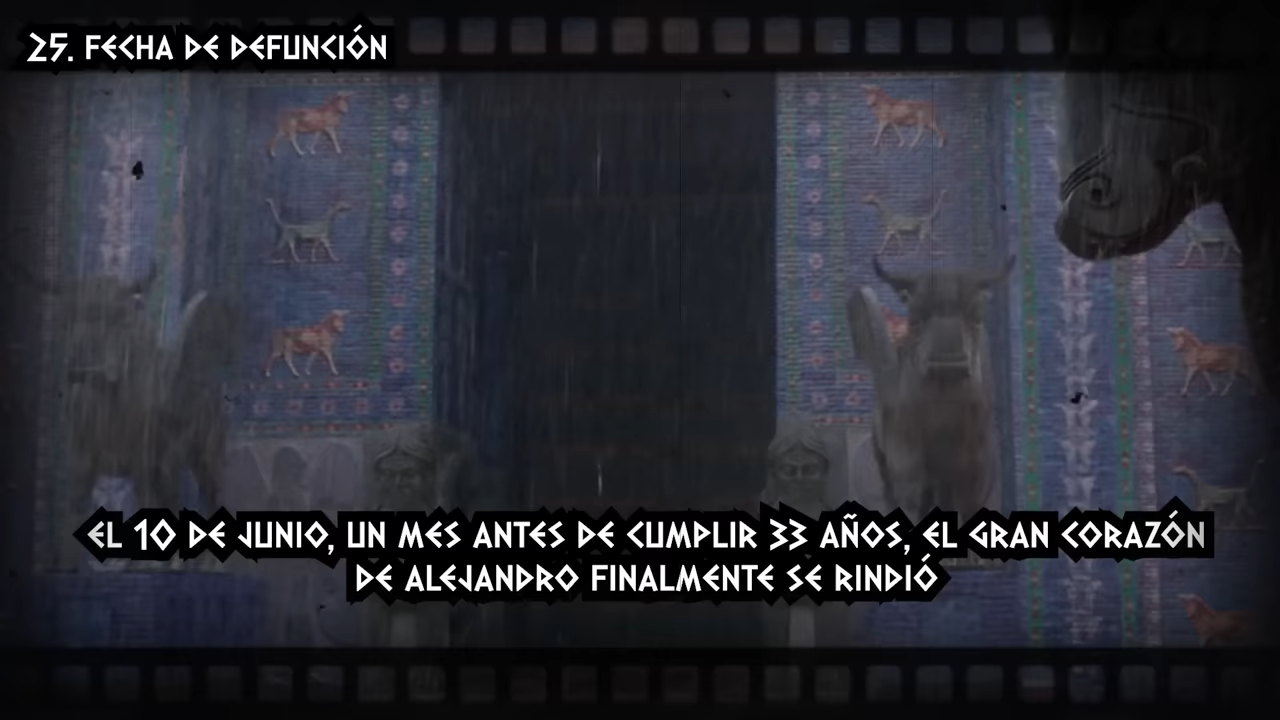 25. FECHA DE DEFUNCIÓN
EL 10 DE JUNIO, UN MES ANTES DE CUMPLIR 33 AÑOS, EL GRAN CORAZÓN
DE ALEJANDRO FINALMENTE SE RINDIÓ